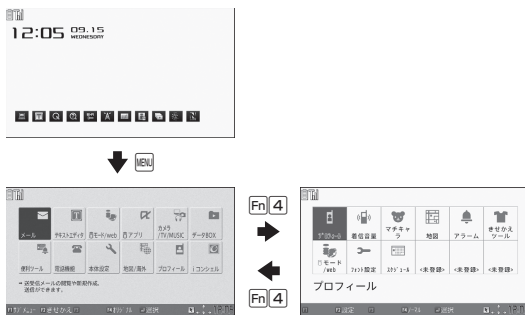 12:05 09.15
WEDNESDAY
MENU
メール テキストエディタ iモード/web iアプリ カメラ/TV/MUSIC データBOX
便利ツール 電話機能 本体設定 地図/海外 プロフィール iコンシェル
送受信メールの閲覧や新規作成、
送信ができます。
Fn 4
Fn 4
プロフィール 着信音量 マチキャラ 地図 アラーム きせかえツール
iモード/web フォント設定 スケジュール <未登録> <未登録> <未登録>
プロフィール